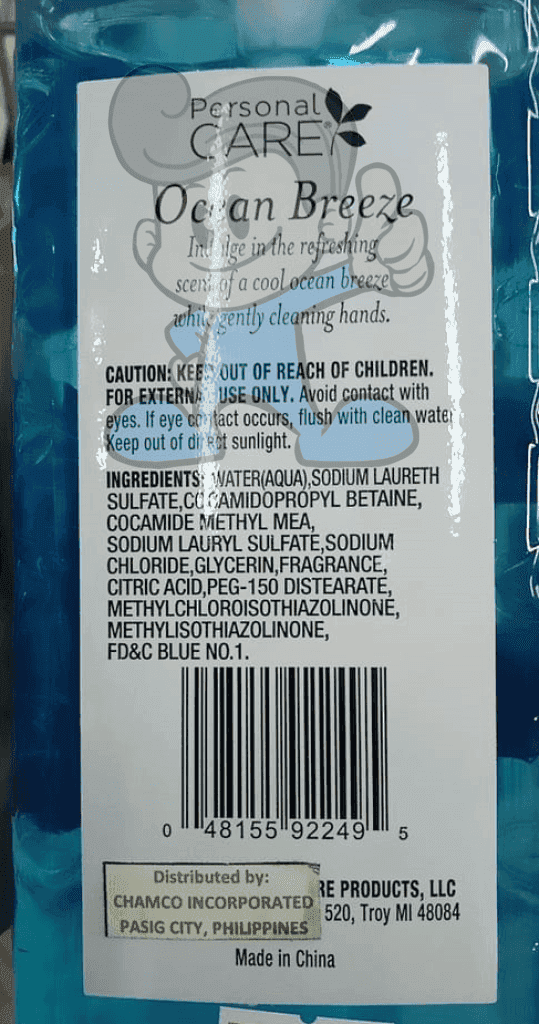 Personal
CARE
Ocean Breeze
Indulge in the refreshing
scent of a cool ocean breeze
while gently cleaning hands.
CAUTION: KEEP OUT OF REACH OF CHILDREN.
FOR EXTERNAL USE ONLY. Avoid contact with
eyes. If eye contact occurs, flush with clean water
Keep out of direct sunlight.
INGREDIENTS: WATER(AQUA),SODIUM LAURETH
SULFATE,COCAMIDOPROPYL BETAINE,
COCAMIDE METHYL MEA,
SODIUM LAURYL SULFATE,SODIUM
CHLORIDE,GLYCERIN,FRAGRANCE,
CITRIC ACID,PEG-150 DISTEARATE,
METHYLCHLOROISOTHIAZOLINONE,
METHYLISOTHIAZOLINONE,
FD&C BLUE NO.1.
0 48155 92249 5
Distributed by:
CHAMCO INCORPORATED
PASIG CITY, PHILIPPINES
RE PRODUCTS, LLC
520, Troy MI 48084
Made in China